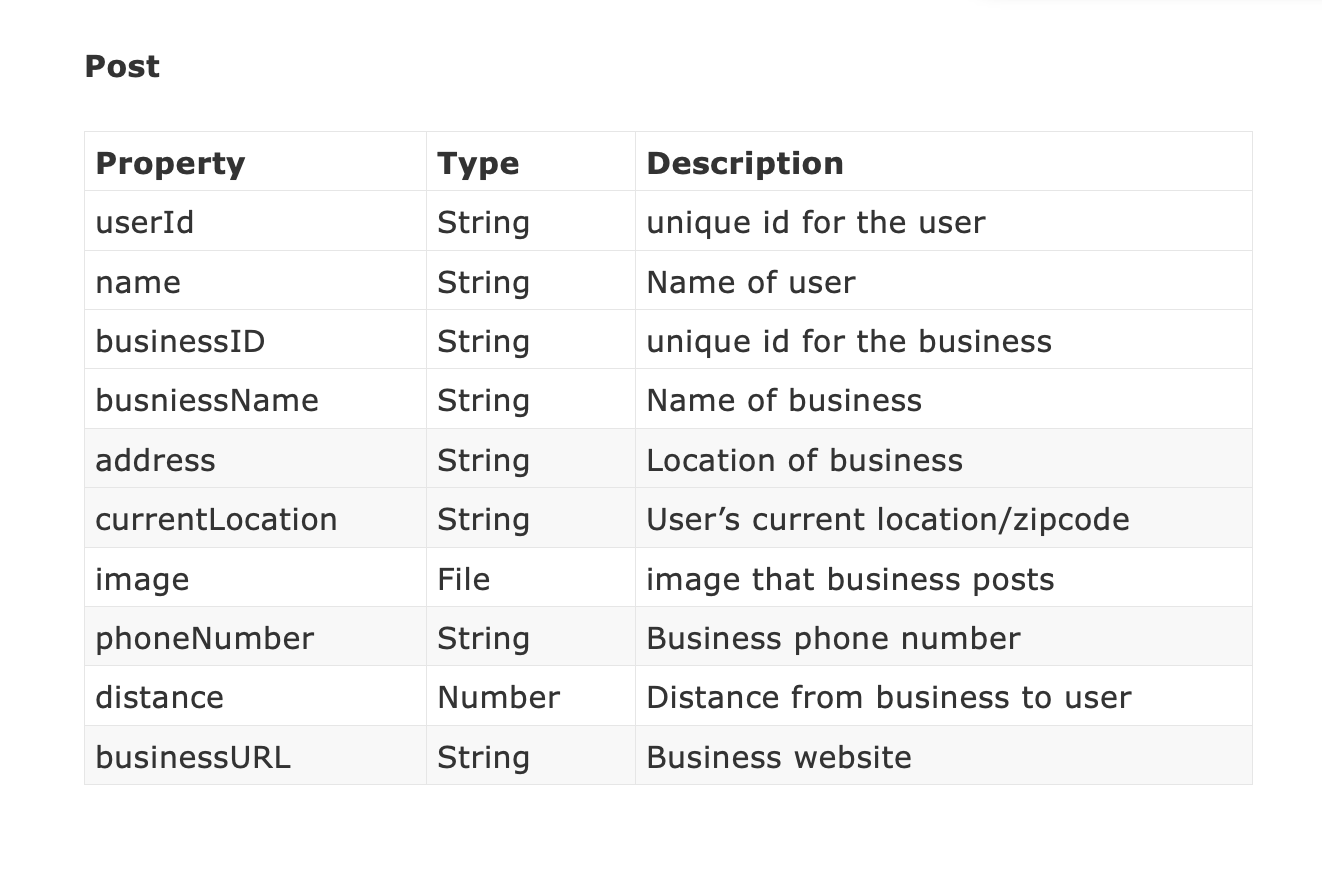 Post
Property Type Description
userId String unique id for the user
name String Name of user
businessID String unique id for the business
busniessName String Name of business
address String Location of business
currentLocation String User’s current location/zipcode
image File image that business posts
phoneNumber String Business phone number
distance Number Distance from business to user
businessURL String Business website